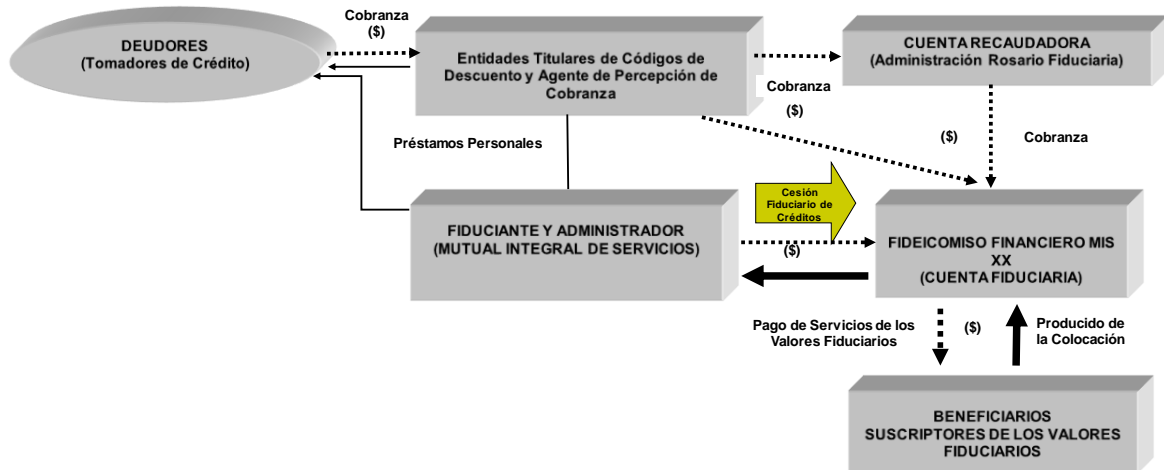 Cobranza
($)
DEUDORES
(Tomadores de Crédito)
Entidades Titulares de Códigos de
Descuento y Agente de Percepción de
Cobranza
CUENTA RECAUDADORA
(Administración Rosario Fiduciaria)
Cobranza
($)
($)
Cobranza
Préstamos Personales
Cesión
Fiduciario de
Créditos
FIDUCIANTE Y ADMINISTRADOR
(MUTUAL INTEGRAL DE SERVICIOS)
($)
FIDEICOMISO FINANCIERO MIS
XX
(CUENTA FIDUCIARIA)
Pago de Servicios de los
Valores Fiduciarios
($)
Producido de
la Colocación
BENEFICIARIOS
SUSCRIPTORES DE LOS VALORES
FIDUCIARIOS